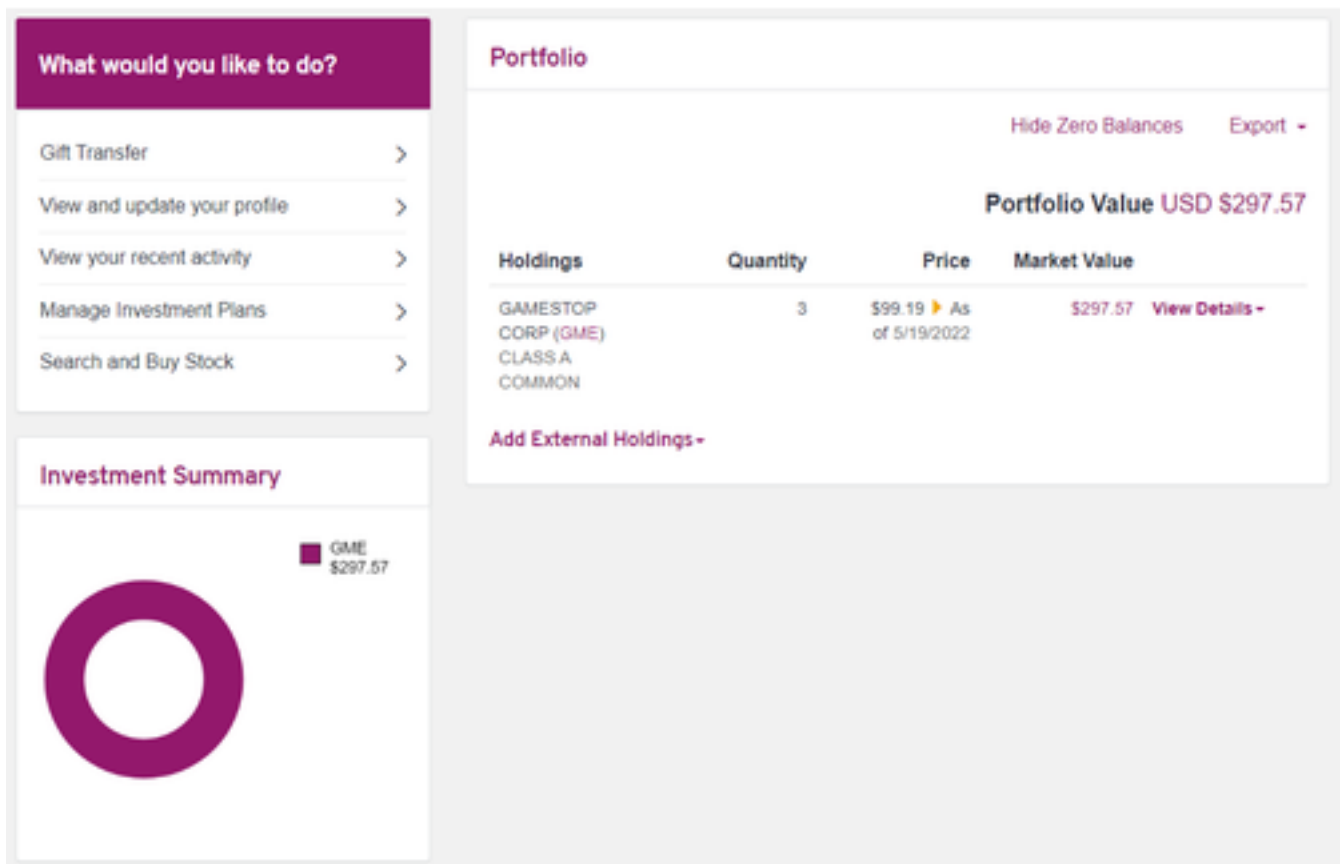 What would you like to do?
Gift Transfer
View and update your profile
View your recent activity
Manage Investment Plans
Search and Buy Stock
Investment Summary
GME
$297.57
Portfolio
Hide Zero Balances Export
Portfolio Value USD $297.57
Holdings Quantity Price Market Value
GAMESTOP 3 $99.19 As $297.57 View Details
CORP (GME) of 5/19/2022
CLASS A
COMMON
Add External Holdings